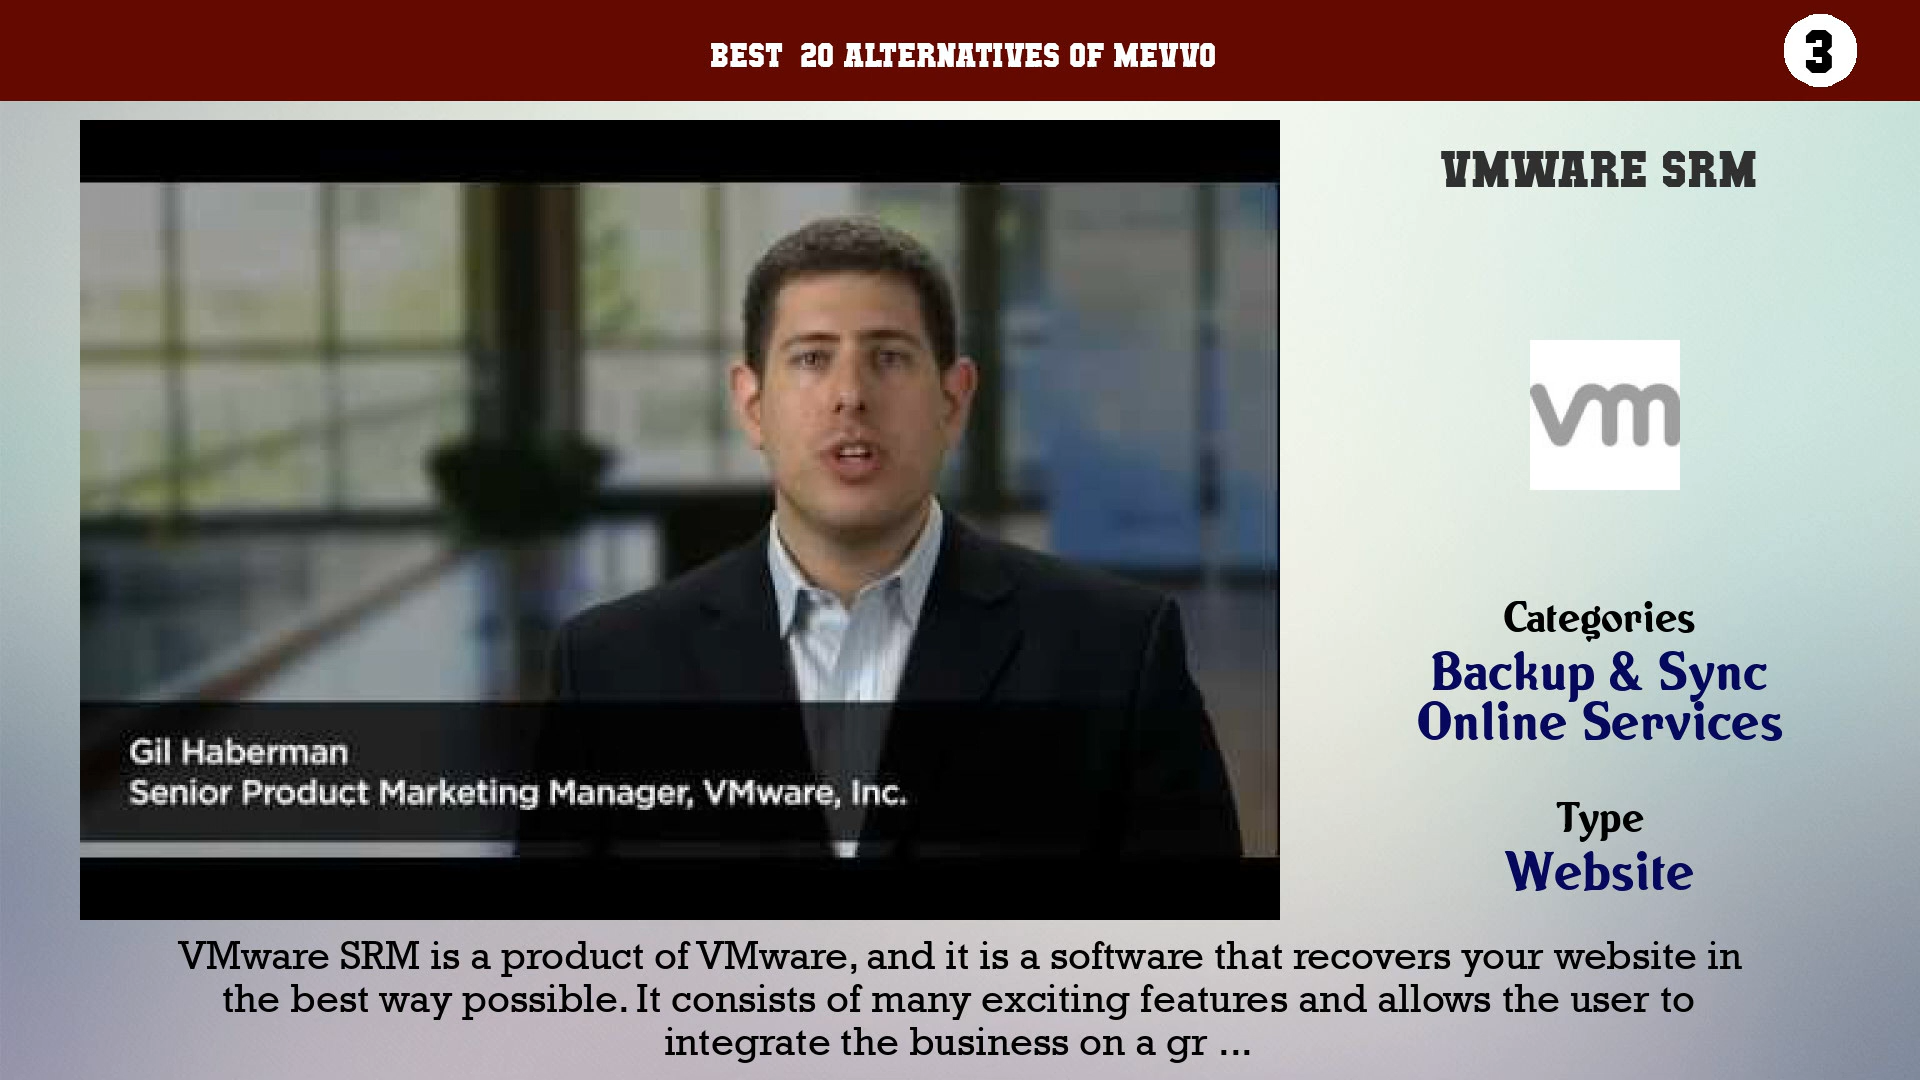 BEST 20 ALTERNATIVES OF MEVVO
3
VMWARE SRM
vm
Gil Haberman
Senior Product Marketing Manager, VMware, Inc.
Categories
Backup & Sync
Online Services
Type
Website
VMware SRM is a product of VMware, and it is a software that recovers your website in
the best way possible. It consists of many exciting features and allows the user to
integrate the business on a gr ...